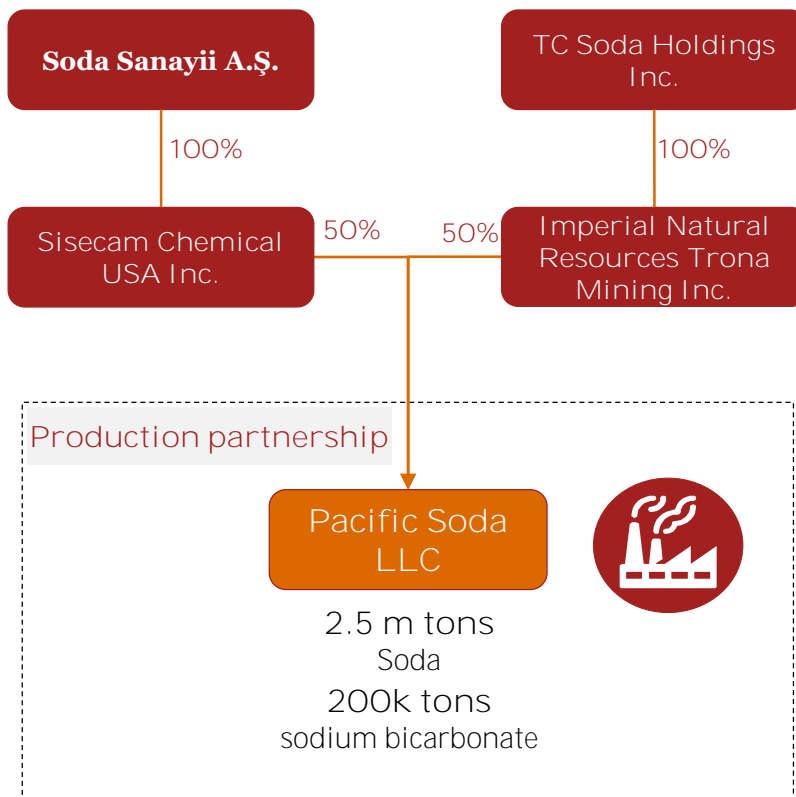 Soda Sanayii A.Ş.
TC Soda Holdings
Inc.
100%
100%
Sisecam Chemical
USA Inc.
50%
50%
Imperial Natural
Resources Trona
Mining Inc.
Production partnership
Pacific Soda
LLC
2.5 m tons
Soda
200k tons
sodium bicarbonate